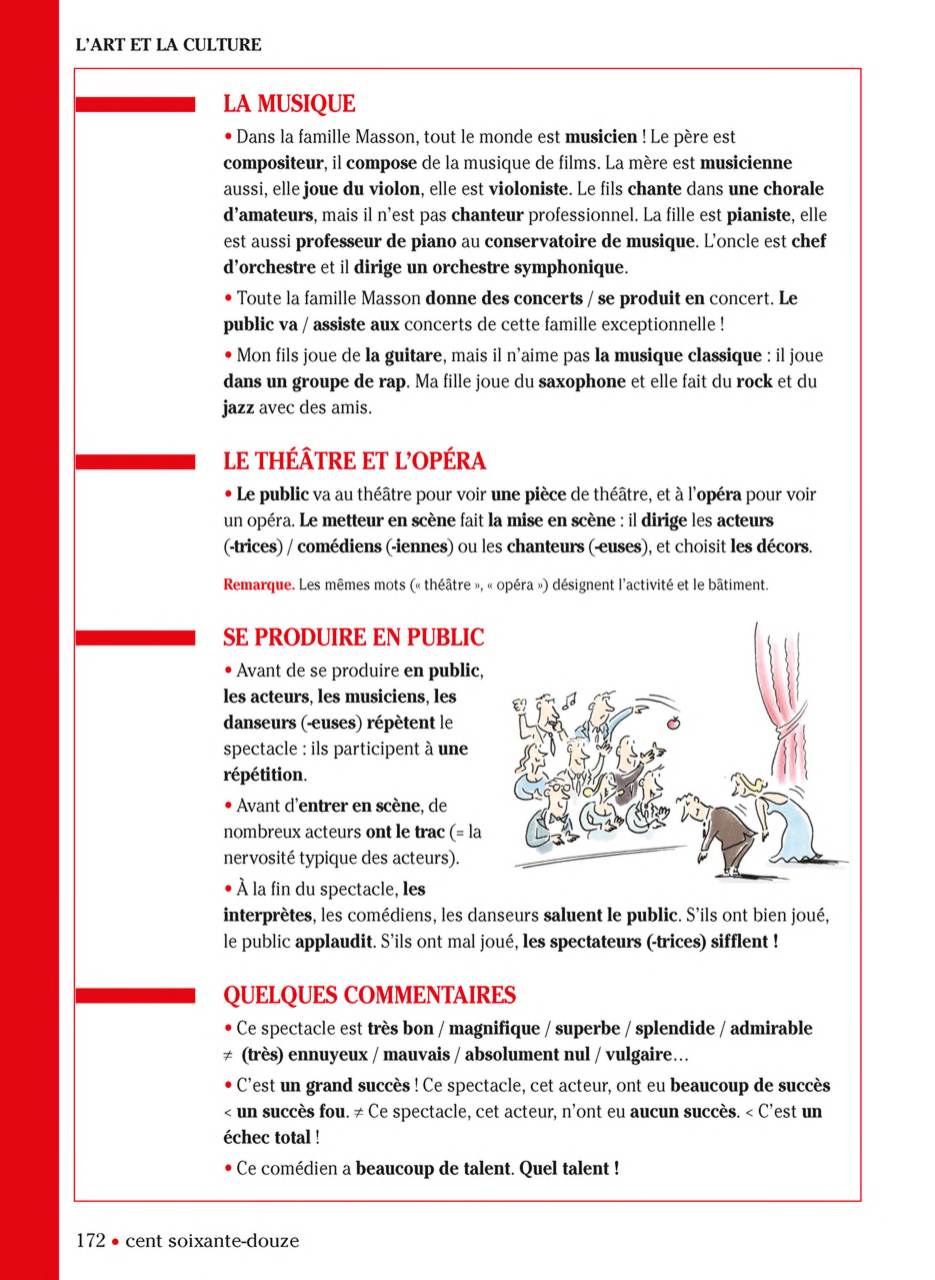 L'ART ET LA CULTURE
LA MUSIQUE
• Dans la famille Masson, tout le monde est musicien ! Le père est
compositeur, il compose de la musique de films. La mère est musicienne
aussi, elle joue du violon, elle est violoniste. Le fils chante dans une chorale
d'amateurs, mais il n'est pas chanteur professionnel. La fille est pianiste, elle
est aussi professeur de piano au conservatoire de musique. L'oncle est chef
d'orchestre et il dirige un orchestre symphonique.
• Toute la famille Masson donne des concerts / se produit en concert. Le
public va / assiste aux concerts de cette famille exceptionnelle !
• Mon fils joue de la guitare, mais il n'aime pas la musique classique : il joue
dans un groupe de rap. Ma fille joue du saxophone et elle fait du rock et du
jazz avec des amis.
LE THÉÂTRE ET L'OPÉRA
• Le public va au théâtre pour voir une pièce de théâtre, et à l'opéra pour voir
un opéra. Le metteur en scène fait la mise en scène : il dirige les acteurs
(-trices) / comédiens (-iennes) ou les chanteurs (-euses), et choisit les décors.
Remarque. Les mêmes mots (« théâtre », « opéra ») désignent l'activité et le bâtiment.
SE PRODUIRE EN PUBLIC
• Avant de se produire en public,
les acteurs, les musiciens, les
danseurs (-euses) répètent le
spectacle : ils participent à une
répétition.
• Avant d'entrer en scène, de
nombreux acteurs ont le trac (= la
nervosité typique des acteurs).
• À la fin du spectacle, les
interprètes, les comédiens, les danseurs saluent le public. S'ils ont bien joué,
le public applaudit. S'ils ont mal joué, les spectateurs (-trices) sifflent !
QUELQUES COMMENTAIRES
• Ce spectacle est très bon / magnifique / superbe / splendide / admirable
≠ (très) ennuyeux / mauvais / absolument nul / vulgaire…
• C'est un grand succès ! Ce spectacle, cet acteur, ont eu beaucoup de succès
< un succès fou. ≠ Ce spectacle, cet acteur, n'ont eu aucun succès. < C'est un
échec total !
• Ce comédien a beaucoup de talent. Quel talent !
172 • cent soixante-douze